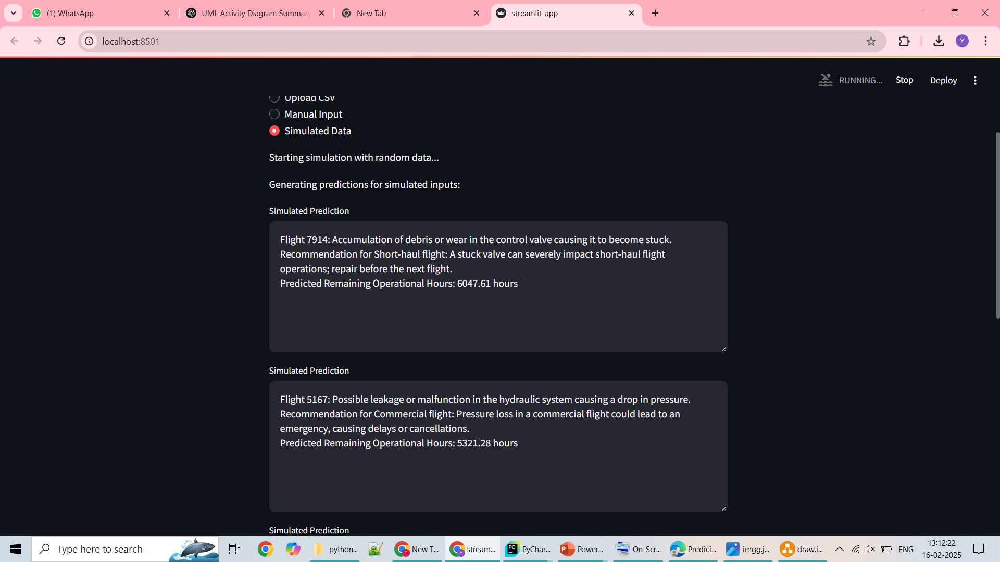 (1) WhatsApp
UML Activity Diagram Summary
New Tab
streamlit_app
localhost:8501
Y
RUNNING...
Stop
Deploy
Upload CSV
Manual Input
Simulated Data
Starting simulation with random data...
Generating predictions for simulated inputs:
Simulated Prediction
Flight 7914: Accumulation of debris or wear in the control valve causing it to become stuck.
Recommendation for Short-haul flight: A stuck valve can severely impact short-haul flight
operations; repair before the next flight.
Predicted Remaining Operational Hours: 6047.61 hours
Simulated Prediction
Flight 5167: Possible leakage or malfunction in the hydraulic system causing a drop in pressure.
Recommendation for Commercial flight: Pressure loss in a commercial flight could lead to an
emergency, causing delays or cancellations.
Predicted Remaining Operational Hours: 5321.28 hours
Simulated Prediction
Type here to search
python...
New T...
stream...
PyChar...
Power...
On-Scr...
Predici...
imgg.j...
draw.i...
ENG
13:12:22
16-02-2025